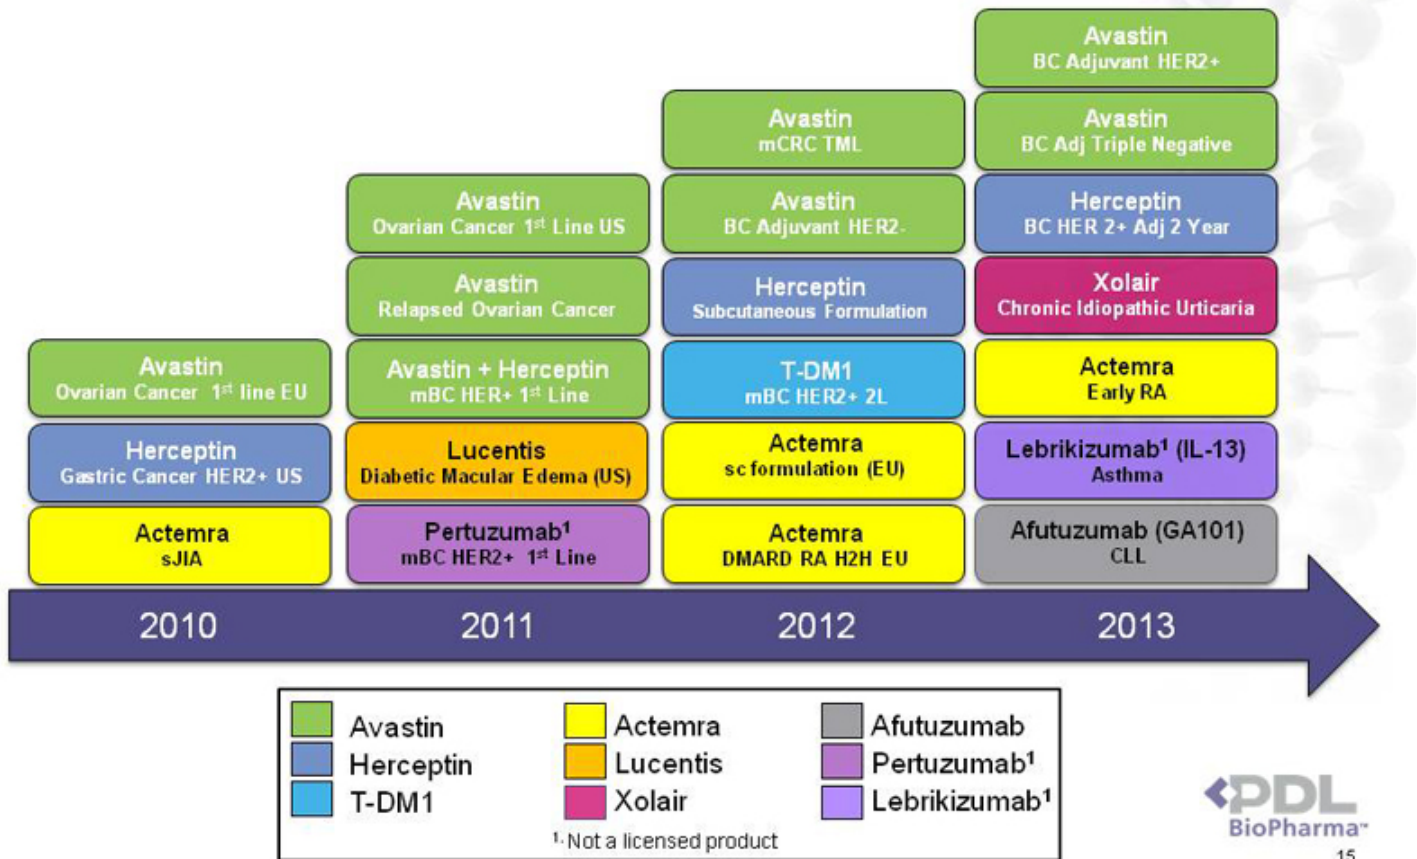 Avastin
BC Adjuvant HER2+
Avastin
mCRC TML
Avastin
BC Adj Triple Negative
Avastin
Ovarian Cancer 1st Line US
Avastin
BC Adjuvant HER2-
Herceptin
BC HER 2+ Adj 2 Year
Avastin
Relapsed Ovarian Cancer
Herceptin
Subcutaneous Formulation
Xolair
Chronic Idiopathic Urticaria
Avastin
Ovarian Cancer 1st line EU
Avastin + Herceptin
mBC HER+ 1st Line
T-DM1
mBC HER2+ 2L
Actemra
Early RA
Herceptin
Gastric Cancer HER2+ US
Lucentis
Diabetic Macular Edema (US)
Actemra
sc formulation (EU)
Lebrikizumab¹ (IL-13)
Asthma
Actemra
sJIA
Pertuzumab¹
mBC HER2+ 1st Line
Actemra
DMARD RA H2H EU
Afutuzumab (GA101)
CLL
2010 2011 2012 2013
Avastin Actemra Afutuzumab
Herceptin Lucentis Pertuzumab¹
T-DM1 Xolair Lebrikizumab¹
1. Not a licensed product
PDL
BioPharma™
15